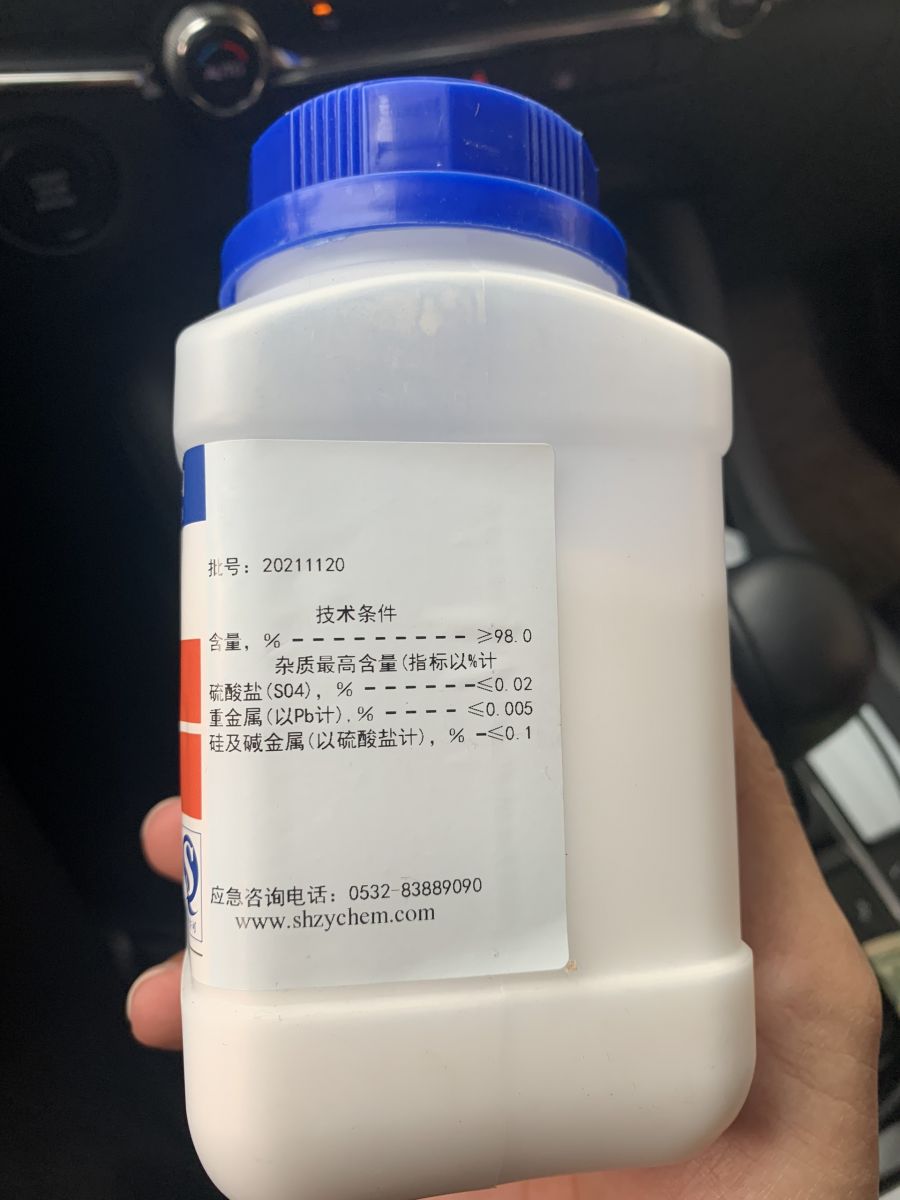 批号：20211120
技术条件
含量，% ---------- ≥98.0
杂质最高含量(指标以%计
硫酸盐(SO4)，% ------≤0.02
重金属(以Pb计).% ---- ≤0.005
硅及碱金属(以硫酸盐计)，% -≤0.1
应急咨询电话：0532-83889090
www.shzychem.com